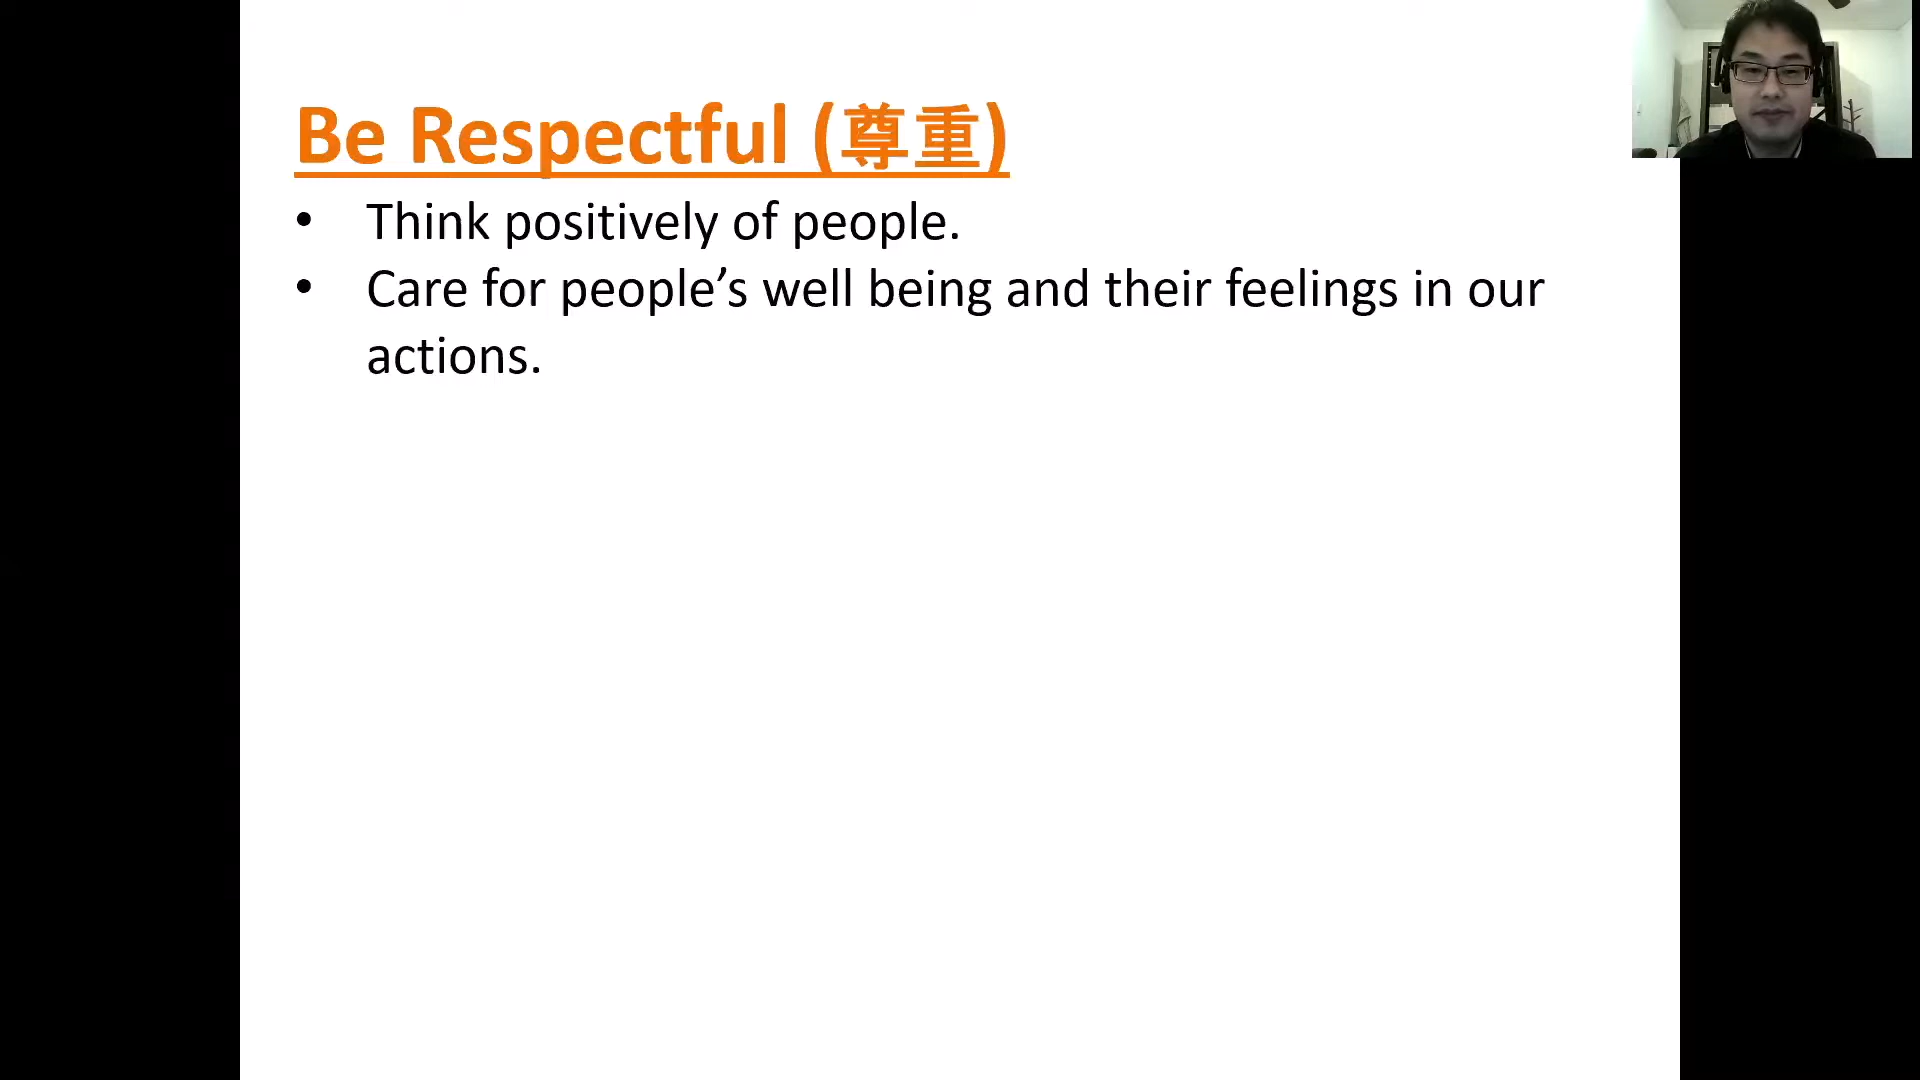 Be Respectful (尊重)
• Think positively of people.
• Care for people’s well being and their feelings in our
actions.